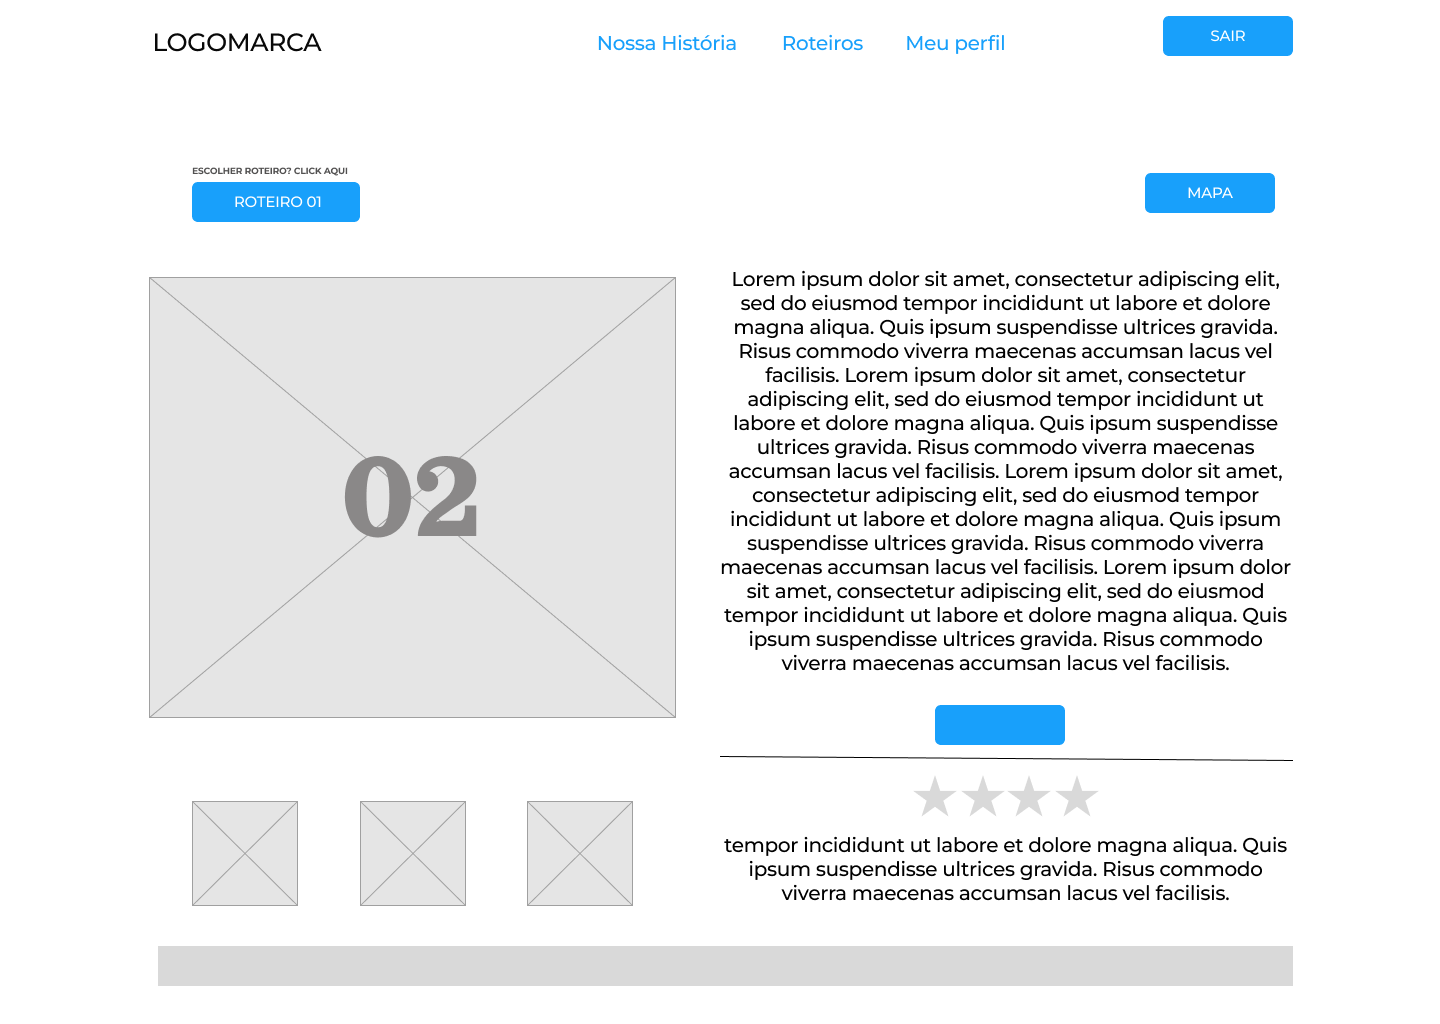 LOGOMARCA
Nossa História
Roteiros
Meu perfil
SAIR
ESCOLHER ROTEIRO? CLICK AQUI
ROTEIRO 01
MAPA
02
Lorem ipsum dolor sit amet, consectetur adipiscing elit,
sed do eiusmod tempor incididunt ut labore et dolore
magna aliqua. Quis ipsum suspendisse ultrices gravida.
Risus commodo viverra maecenas accumsan lacus vel
facilisis. Lorem ipsum dolor sit amet, consectetur
adipiscing elit, sed do eiusmod tempor incididunt ut
labore et dolore magna aliqua. Quis ipsum suspendisse
ultrices gravida. Risus commodo viverra maecenas
accumsan lacus vel facilisis. Lorem ipsum dolor sit amet,
consectetur adipiscing elit, sed do eiusmod tempor
incididunt ut labore et dolore magna aliqua. Quis ipsum
suspendisse ultrices gravida. Risus commodo viverra
maecenas accumsan lacus vel facilisis. Lorem ipsum dolor
sit amet, consectetur adipiscing elit, sed do eiusmod
tempor incididunt ut labore et dolore magna aliqua. Quis
ipsum suspendisse ultrices gravida. Risus commodo
viverra maecenas accumsan lacus vel facilisis.
tempor incididunt ut labore et dolore magna aliqua. Quis
ipsum suspendisse ultrices gravida. Risus commodo
viverra maecenas accumsan lacus vel facilisis.